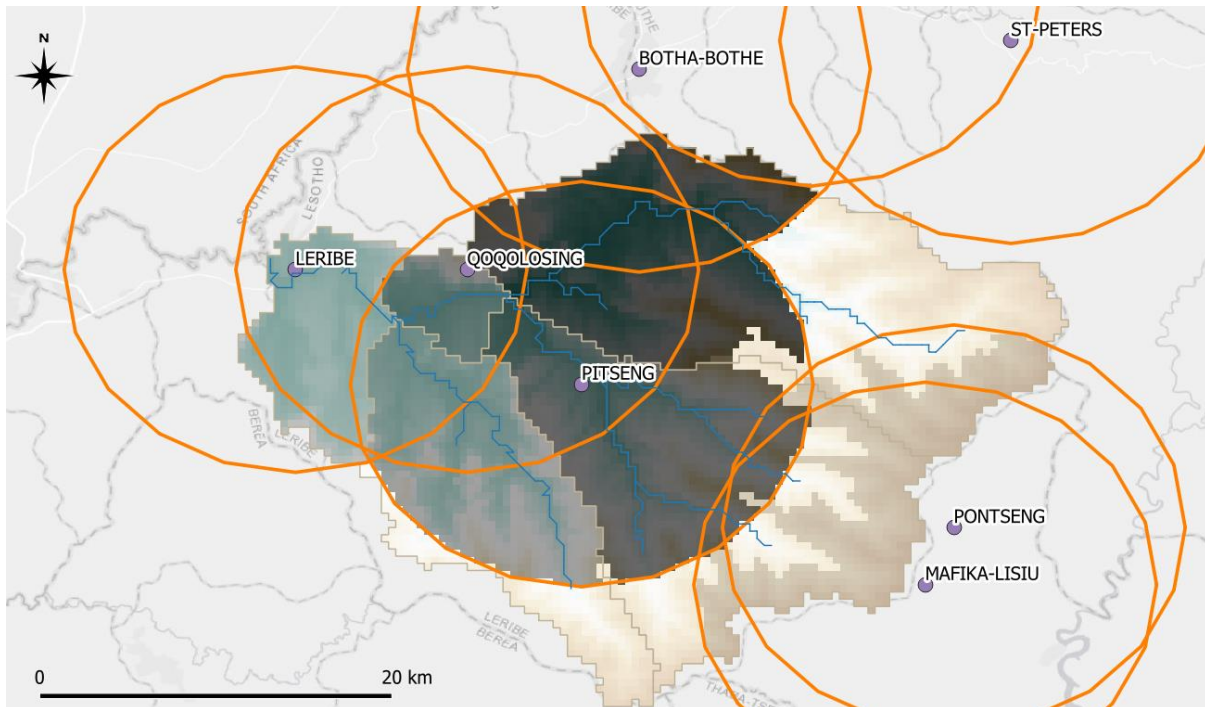 N
ST-PETERS
BOTHA-BOTHE
SOUTH AFRICA
LESOTHO
LERIBE
QOQOLOSING
PITSENG
BEREA
LERIBE
PONTSENG
MAFIKA-LISIU
LERIBE
BEREA
0
20 km